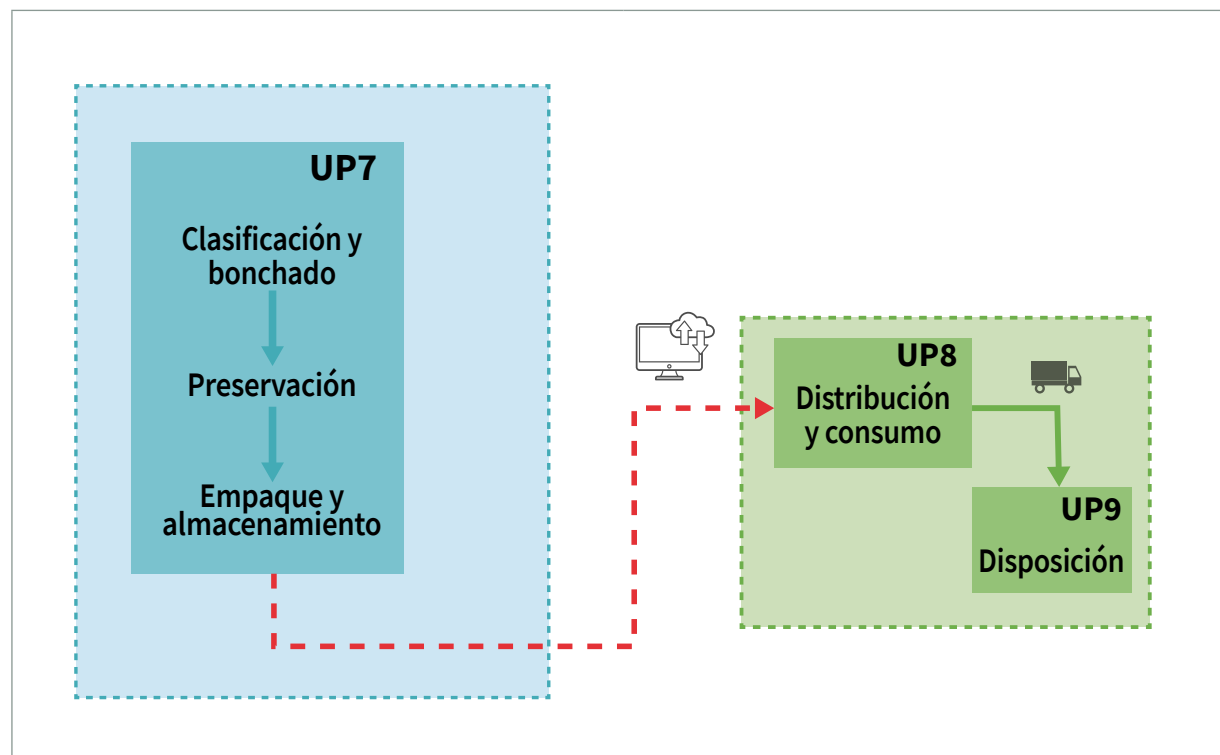 UP7
Clasificación y
bonchado
Preservación
Empaque y
almacenamiento
UP8
Distribución
y consumo
UP9
Disposición